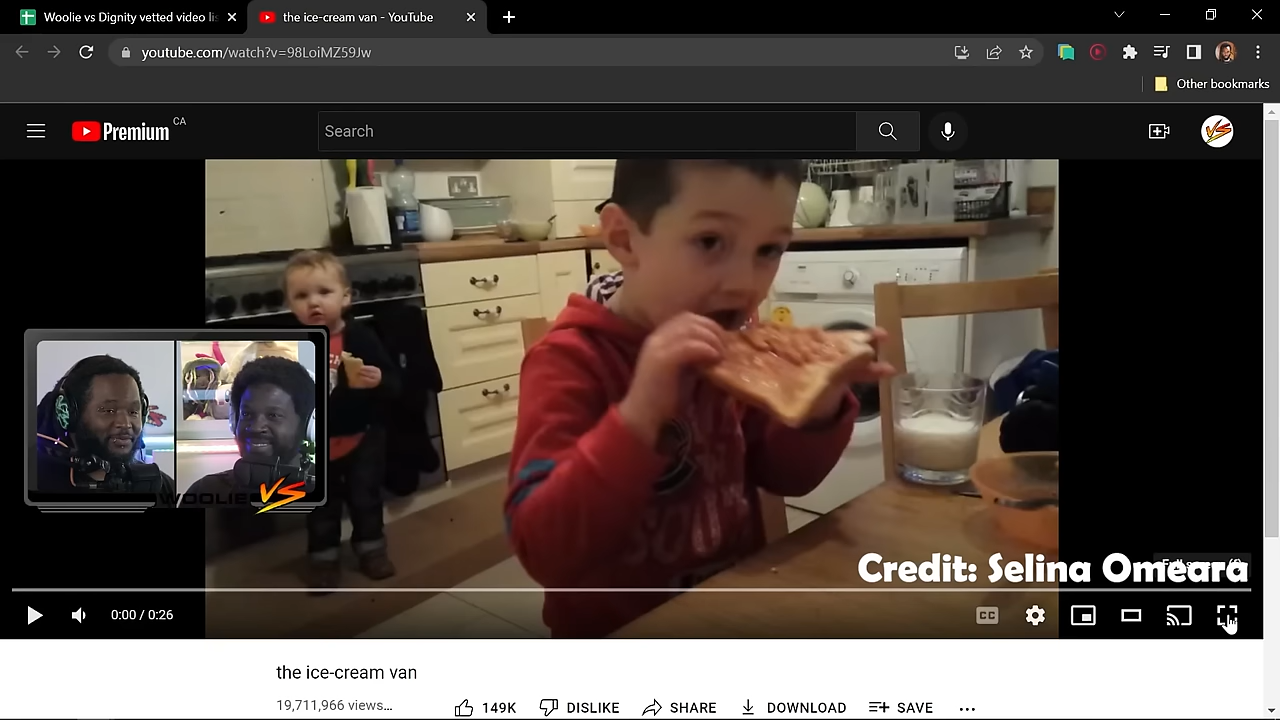 Woolie vs Dignity vetted video li
the ice-cream van - YouTube
youtube.com/watch?v=98LoiMZ59Jw
Other bookmarks
Premium
CA
Search
VS
WOOLIE VS
Credit: Selina Omeara
0:00 / 0:26
CC
the ice-cream van
19,711,966 views...
149K
DISLIKE
SHARE
DOWNLOAD
SAVE